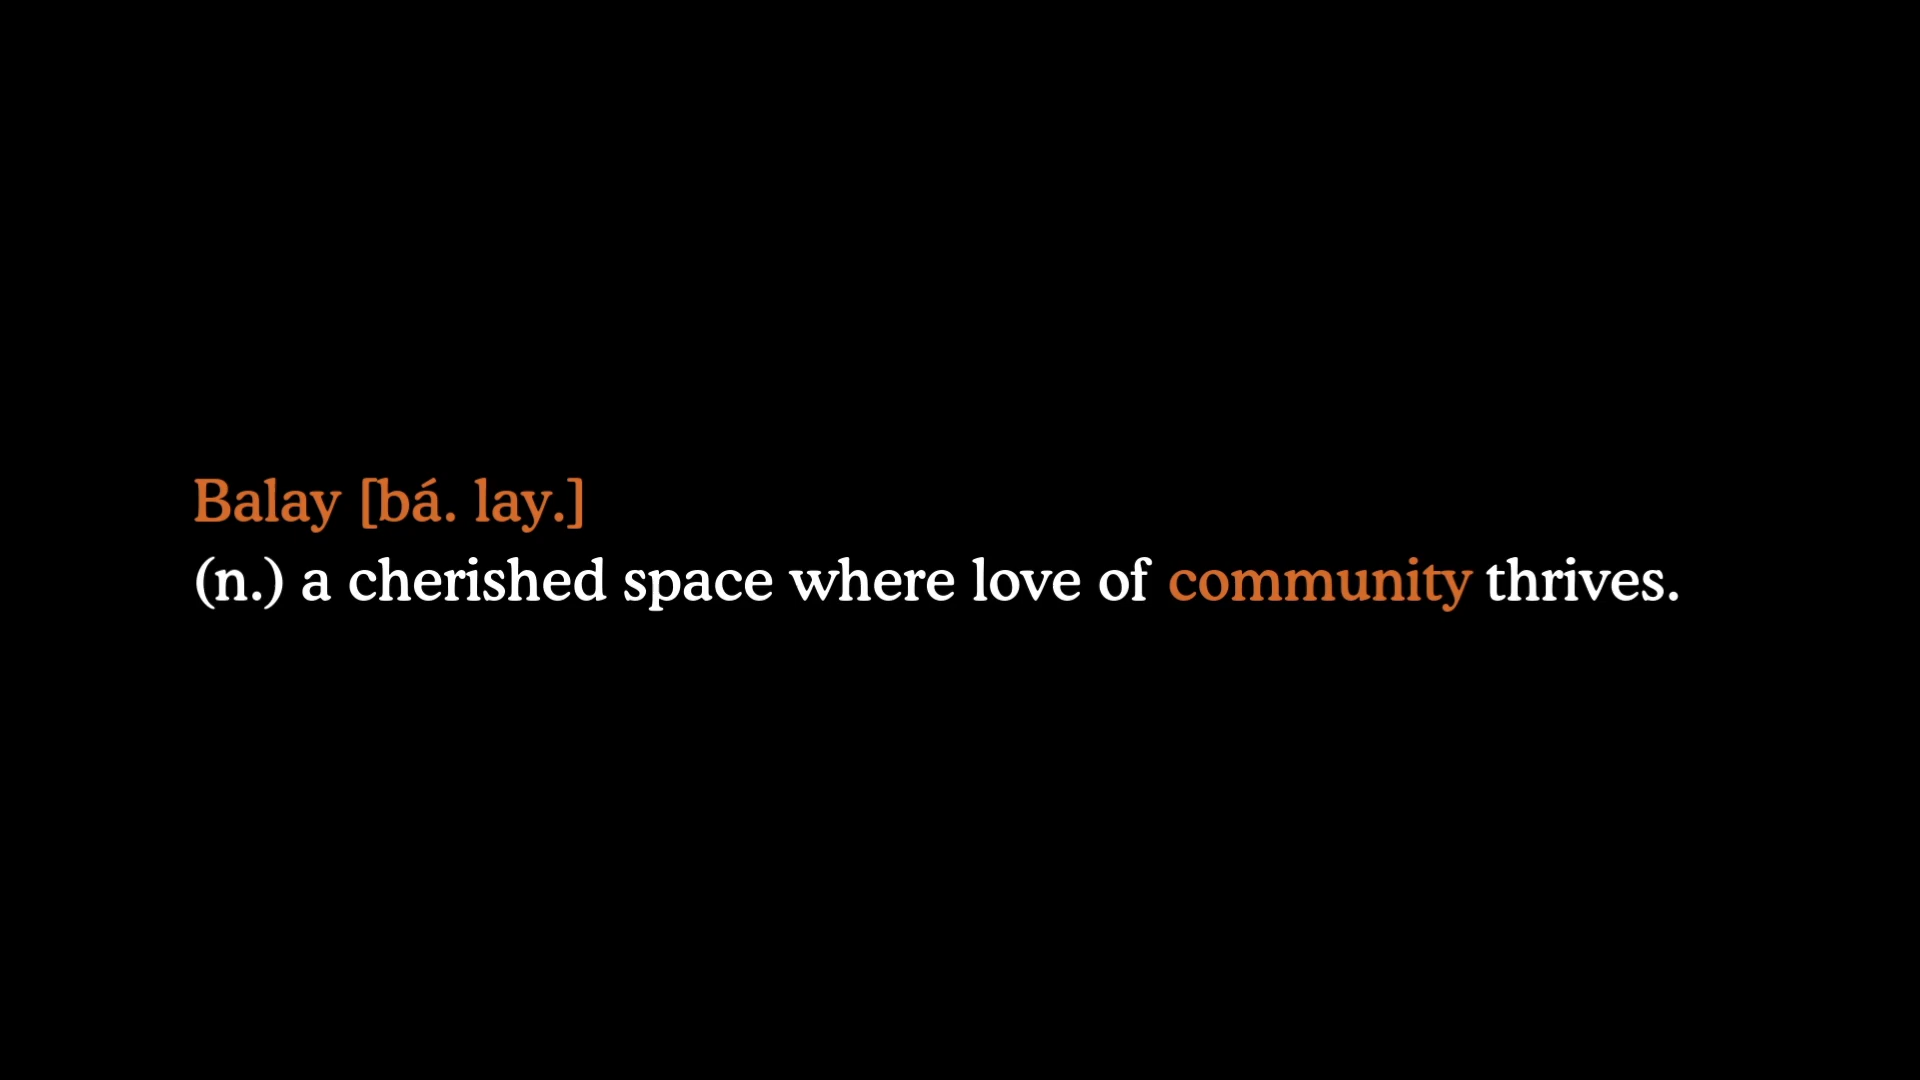 Balay [bá. lay.]
(n.) a cherished space where love of community thrives.